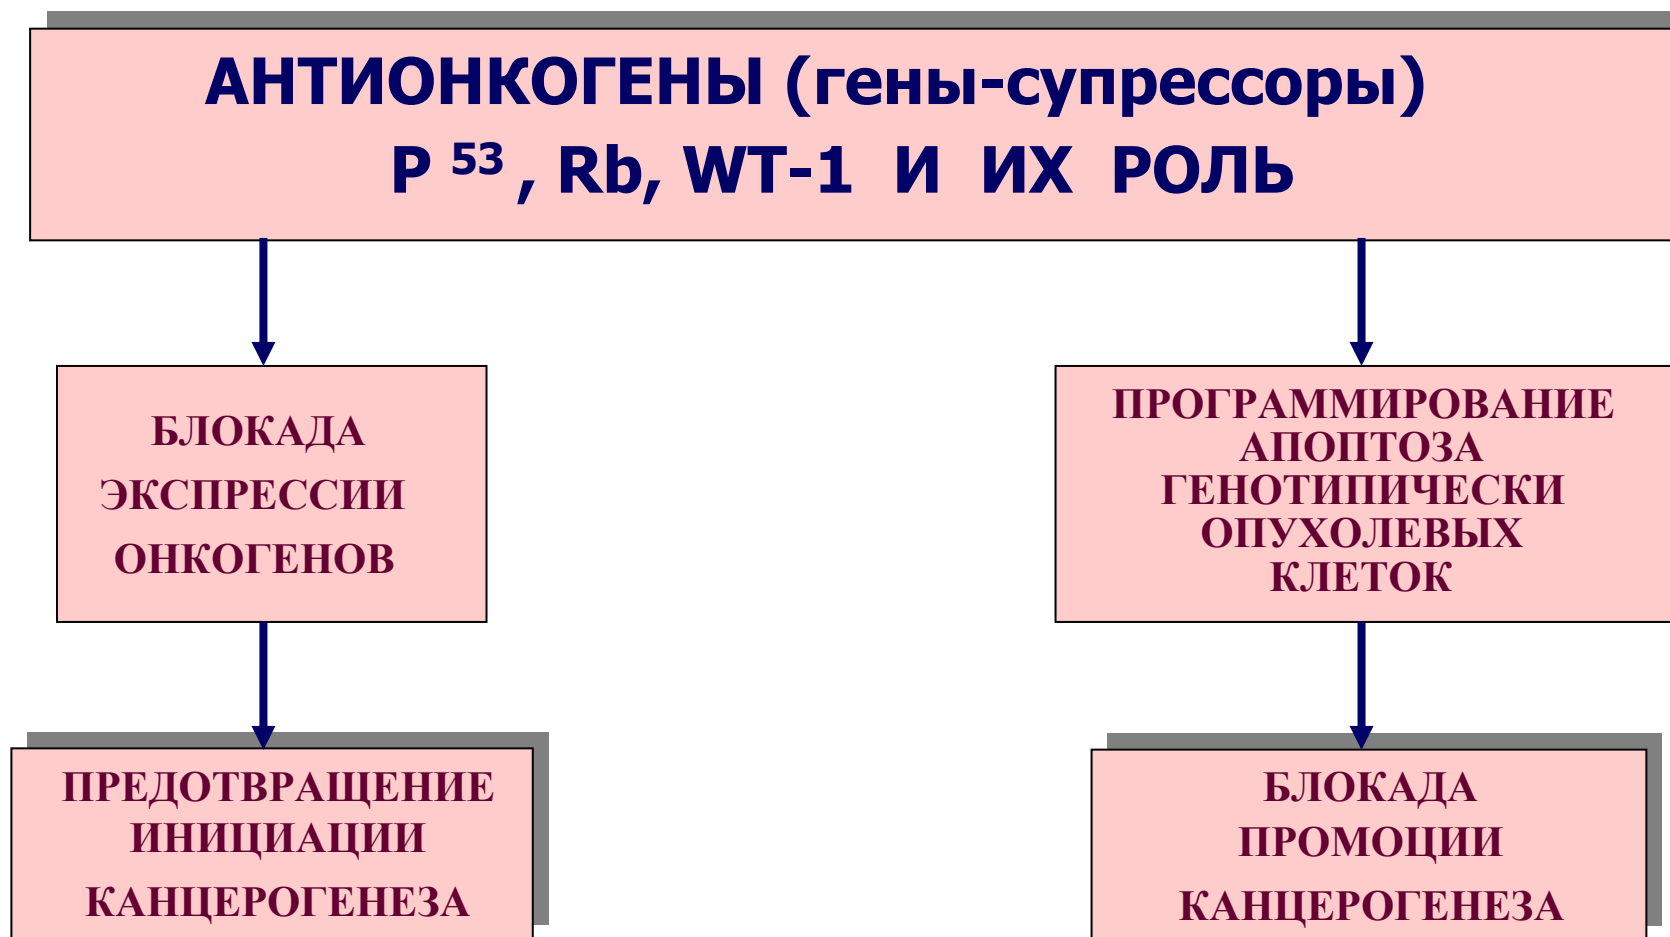 АНТИОНКОГЕНЫ (гены-супрессоры)
Р 53 , Rb, WT-1 И ИХ РОЛЬ
БЛОКАДА
ЭКСПРЕССИИ
ОНКОГЕНОВ
ПРОГРАММИРОВАНИЕ
АПОПТОЗА
ГЕНОТИПИЧЕСКИ
ОПУХОЛЕВЫХ
КЛЕТОК
ПРЕДОТВРАЩЕНИЕ
ИНИЦИАЦИИ
КАНЦЕРОГЕНЕЗА
БЛОКАДА
ПРОМОЦИИ
КАНЦЕРОГЕНЕЗА